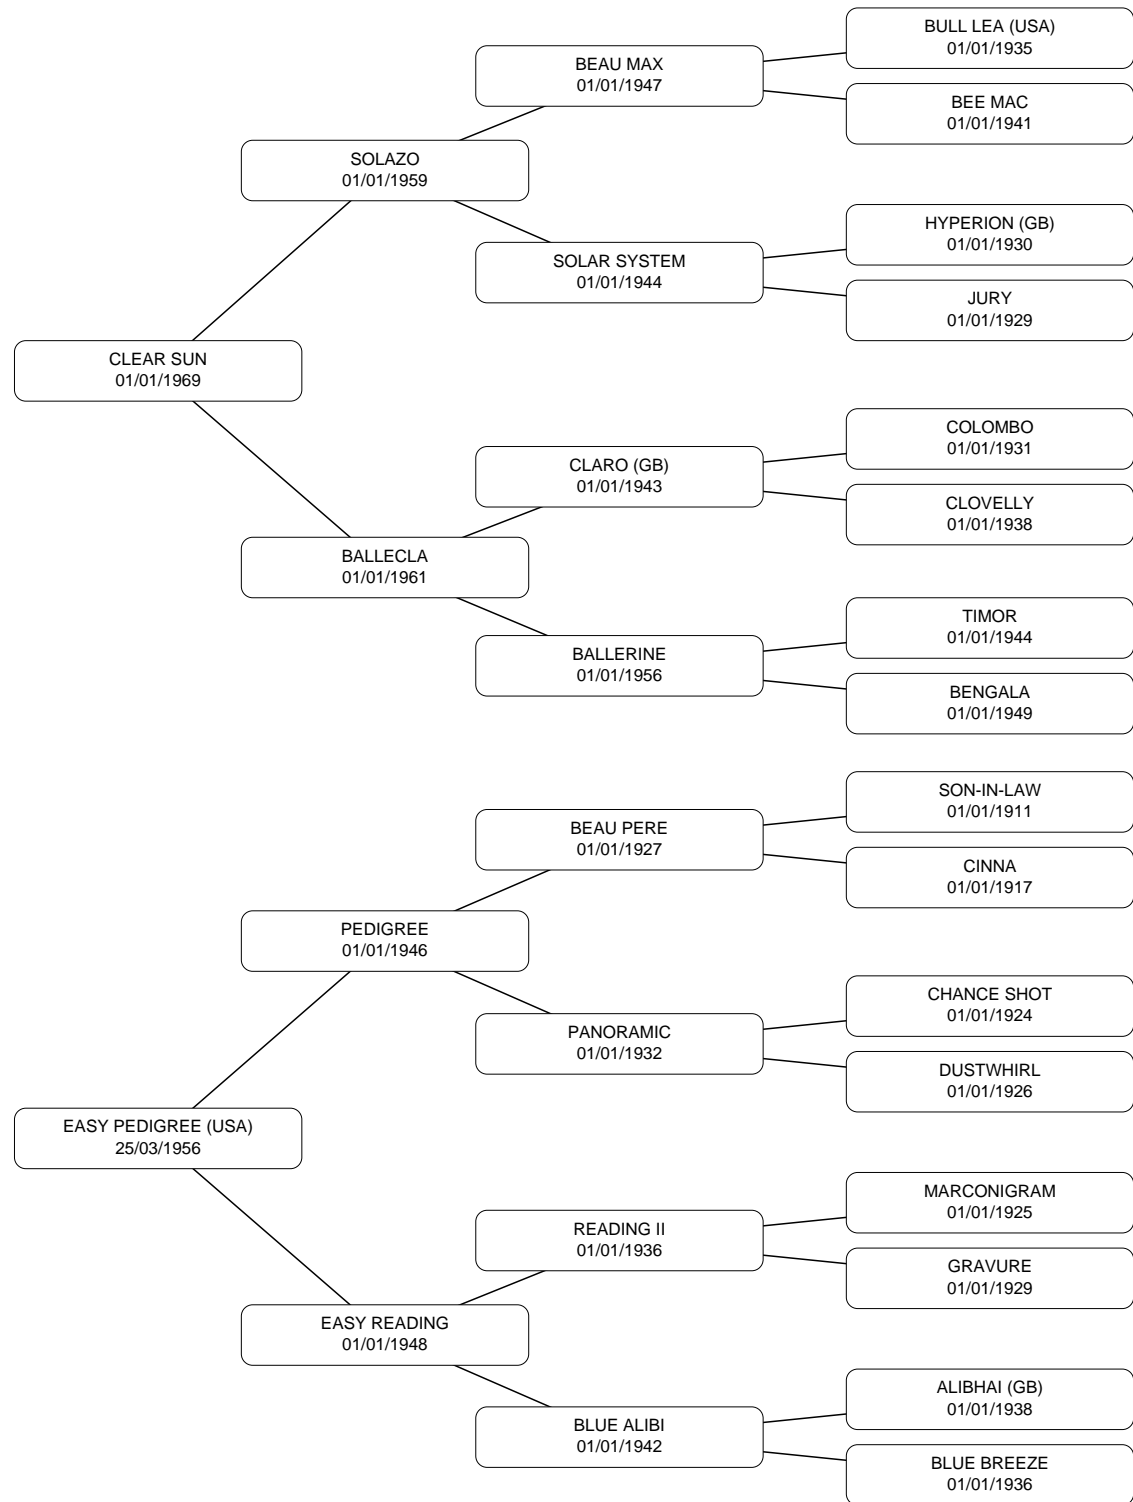 BULL LEA (USA)
01/01/1935
BEAU MAX
01/01/1947
BEE MAC
01/01/1941
SOLAZO
01/01/1959
HYPERION (GB)
01/01/1930
SOLAR SYSTEM
01/01/1944
JURY
01/01/1929
CLEAR SUN
01/01/1969
COLOMBO
01/01/1931
CLARO (GB)
01/01/1943
CLOVELLY
01/01/1938
BALLECLA
01/01/1961
TIMOR
01/01/1944
BALLERINE
01/01/1956
BENGALA
01/01/1949
SON-IN-LAW
01/01/1911
BEAU PERE
01/01/1927
CINNA
01/01/1917
PEDIGREE
01/01/1946
CHANCE SHOT
01/01/1924
PANORAMIC
01/01/1932
DUSTWHIRL
01/01/1926
EASY PEDIGREE (USA)
25/03/1956
MARCONIGRAM
01/01/1925
READING II
01/01/1936
GRAVURE
01/01/1929
EASY READING
01/01/1948
ALIBHAI (GB)
01/01/1938
BLUE ALIBI
01/01/1942
BLUE BREEZE
01/01/1936